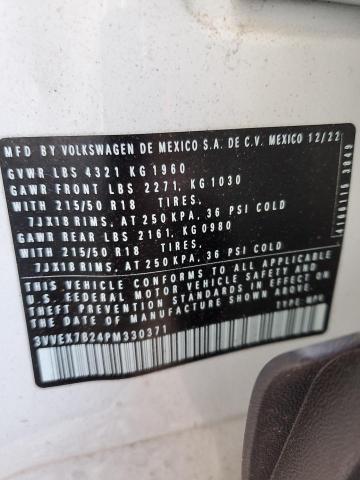 MFD BY VOLKSWAGEN DE MEXICO S.A. DE C.V. MEXICO 12/22
GVWR LBS 4321 KG 1960
GAWR FRONT LBS 2271, KG 1030
WITH 215/50 R18 TIRES,
7JX18 RIMS, AT 250 KPA, 36 PSI COLD
GAWR REAR LBS 2161, KG 0980
WITH 215/50 R18 TIRES,
7JX18 RIMS, AT 250 KPA, 36 PSI COLD
THIS VEHICLE CONFORMS TO ALL APPLICABLE
U.S. FEDERAL MOTOR VEHICLE SAFETY AND
THEFT PREVENTION STANDARDS IN EFFECT ON
THE DATE OF MANUFACTURE SHOWN ABOVE.
3VVEX7B24PM330371 TYPE: MPV